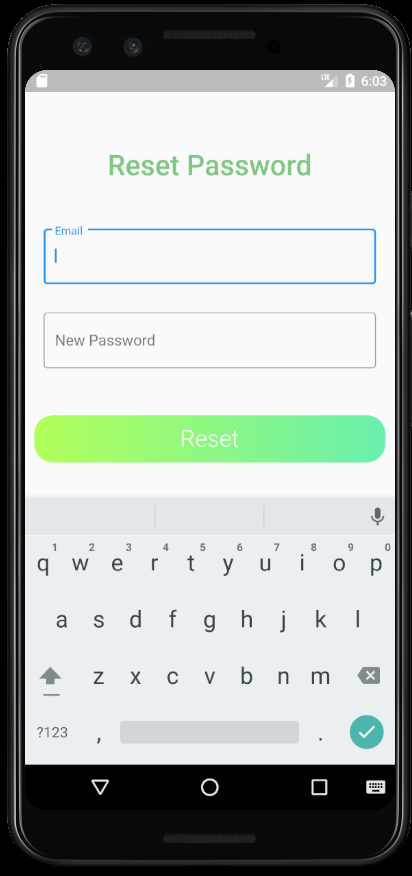 LTE 6:03
Reset Password
Email
New Password
Reset
1 2 3 4 5 6 7 8 9 0
q w e r t y u i o p
a s d f g h j k l
z x c v b n m
?123 , .